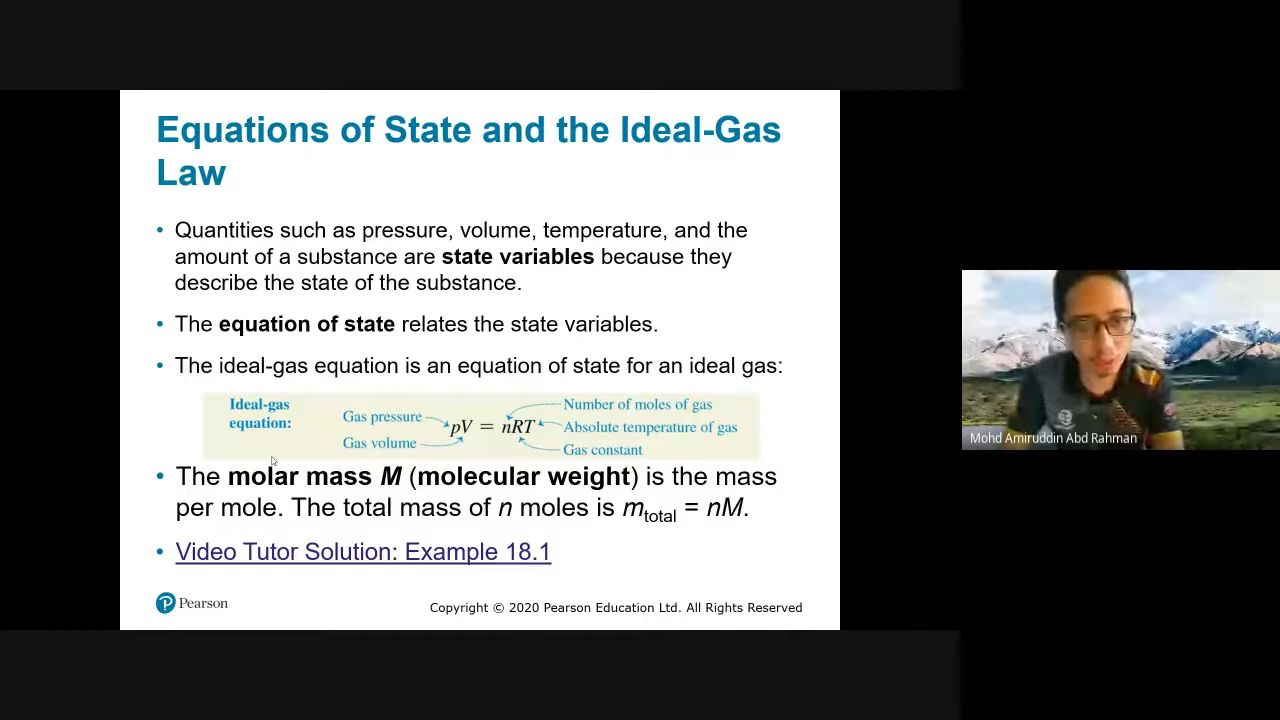 Equations of State and the Ideal-Gas
Law
• Quantities such as pressure, volume, temperature, and the
amount of a substance are state variables because they
describe the state of the substance.
• The equation of state relates the state variables.
• The ideal-gas equation is an equation of state for an ideal gas:
Ideal-gas
equation:
Gas pressure
Gas volume
pV = nRT
Number of moles of gas
Absolute temperature of gas
Gas constant
• The molar mass M (molecular weight) is the mass
per mole. The total mass of n moles is mtotal = nM.
• Video Tutor Solution: Example 18.1
P Pearson
Copyright © 2020 Pearson Education Ltd. All Rights Reserved
Mohd Amiruddin Abd Rahman